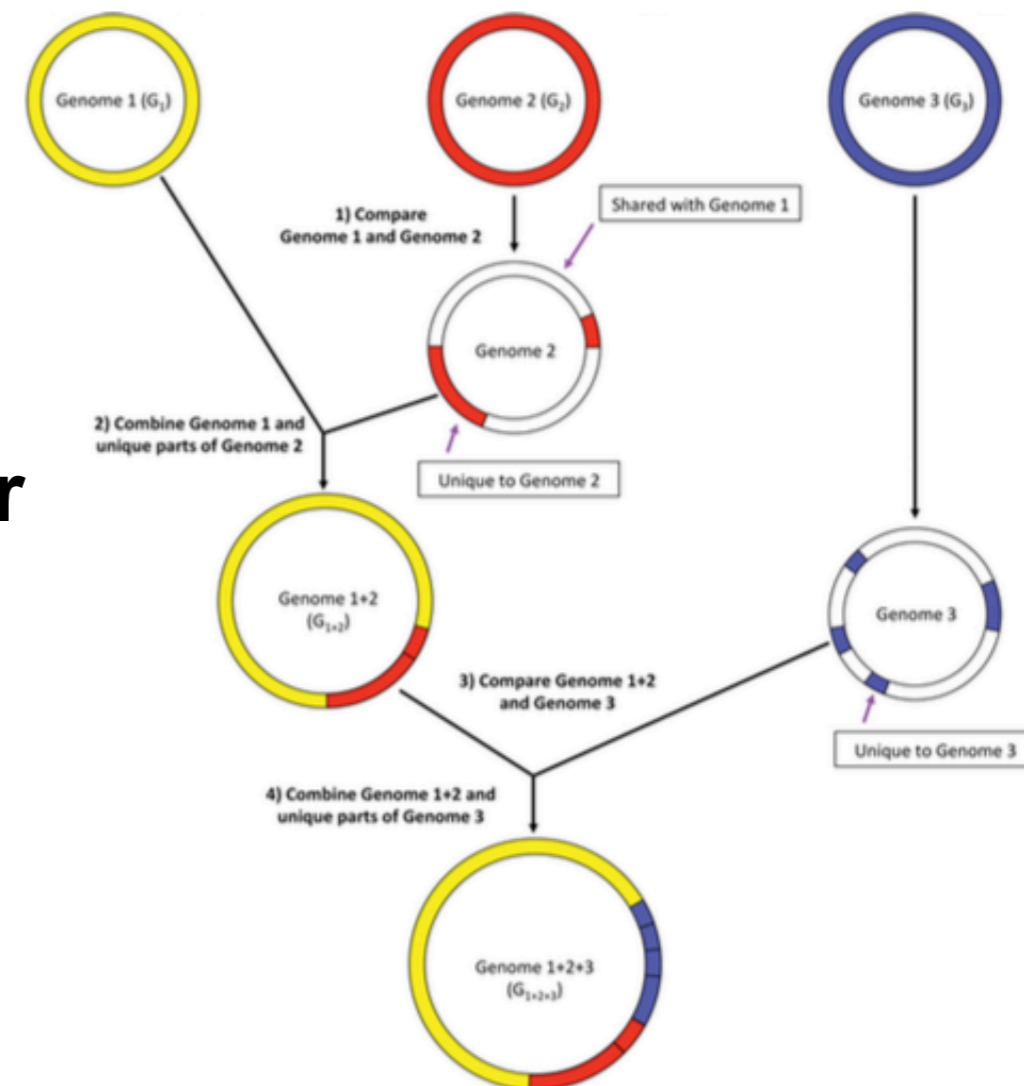 Genome 1 (G₁)
Genome 2 (G₂)
Genome 3 (G₃)
1) Compare
Genome 1 and Genome 2
Shared with Genome 1
Genome 2
2) Combine Genome 1 and
unique parts of Genome 2
Unique to Genome 2
r
Genome 1+2
(G₁₊₂)
Genome 3
3) Compare Genome 1+2
and Genome 3
Unique to Genome 3
4) Combine Genome 1+2 and
unique parts of Genome 3
Genome 1+2+3
(G₁₊₂₊₃)